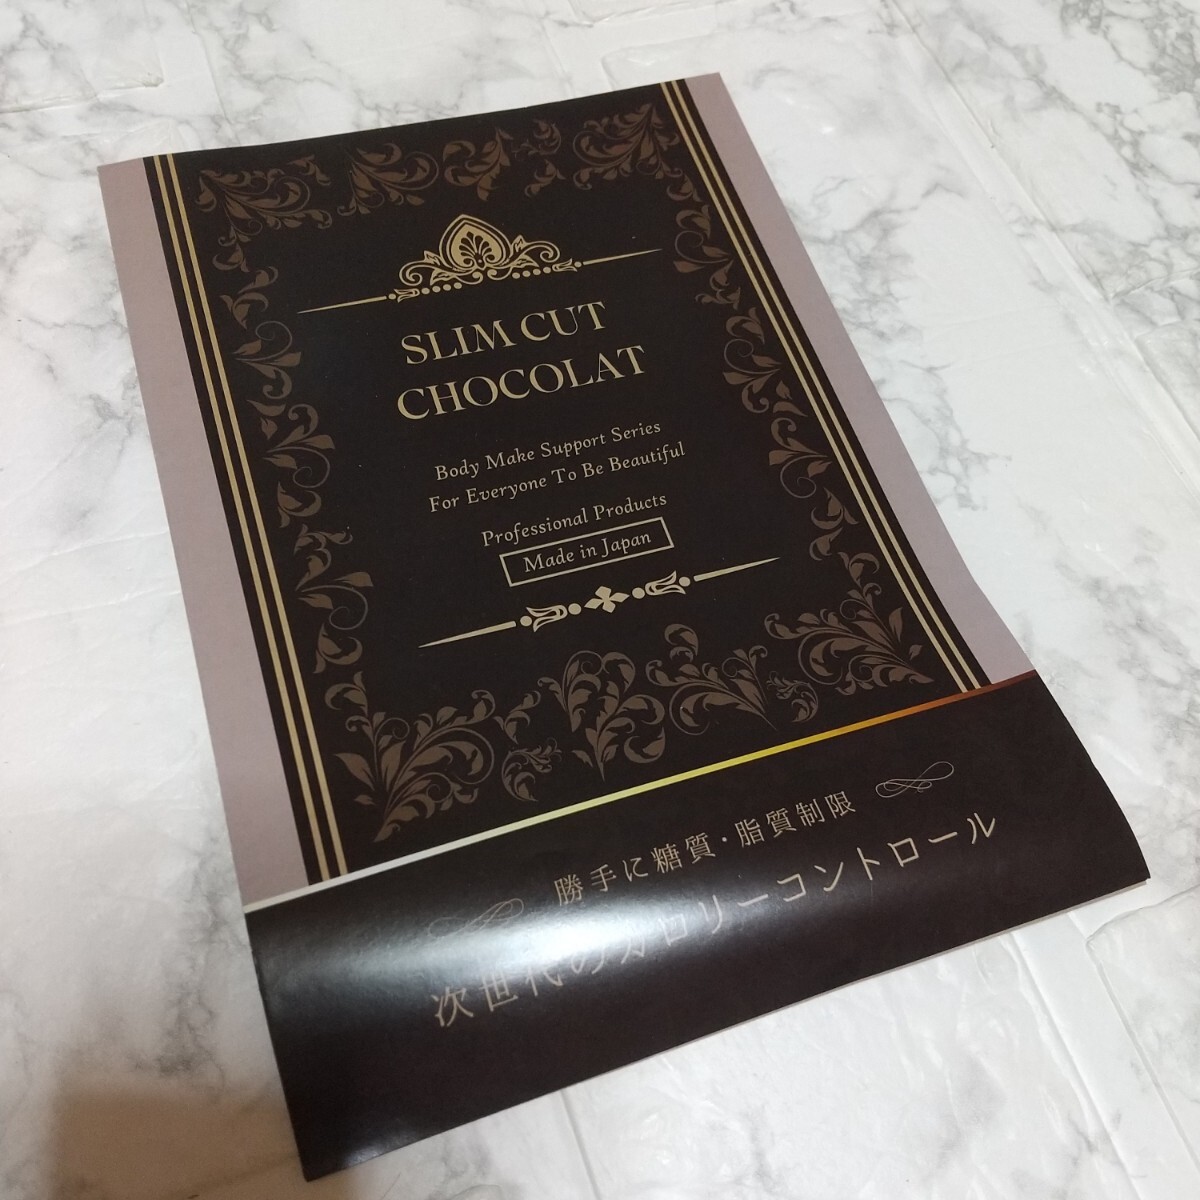 SLIM CUT
CHOCOLAT
Body Make Support Series
For Everyone To Be Beautiful
Professional Products
Made in Japan
勝手に糖質・脂質制限
次世代のカロリーコントロール